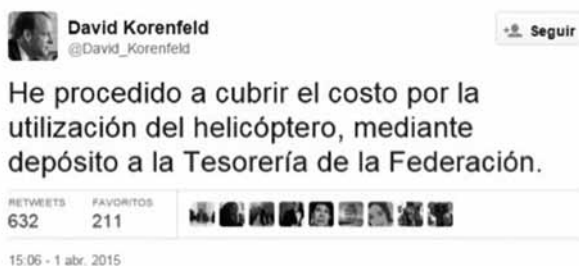 David Korenfeld
@David_Korenfeld
Seguir
He procedido a cubrir el costo por la
utilización del helicóptero, mediante
depósito a la Tesorería de la Federación.
RETWEETS FAVORITOS
632 211
15:06 - 1 abr. 2015